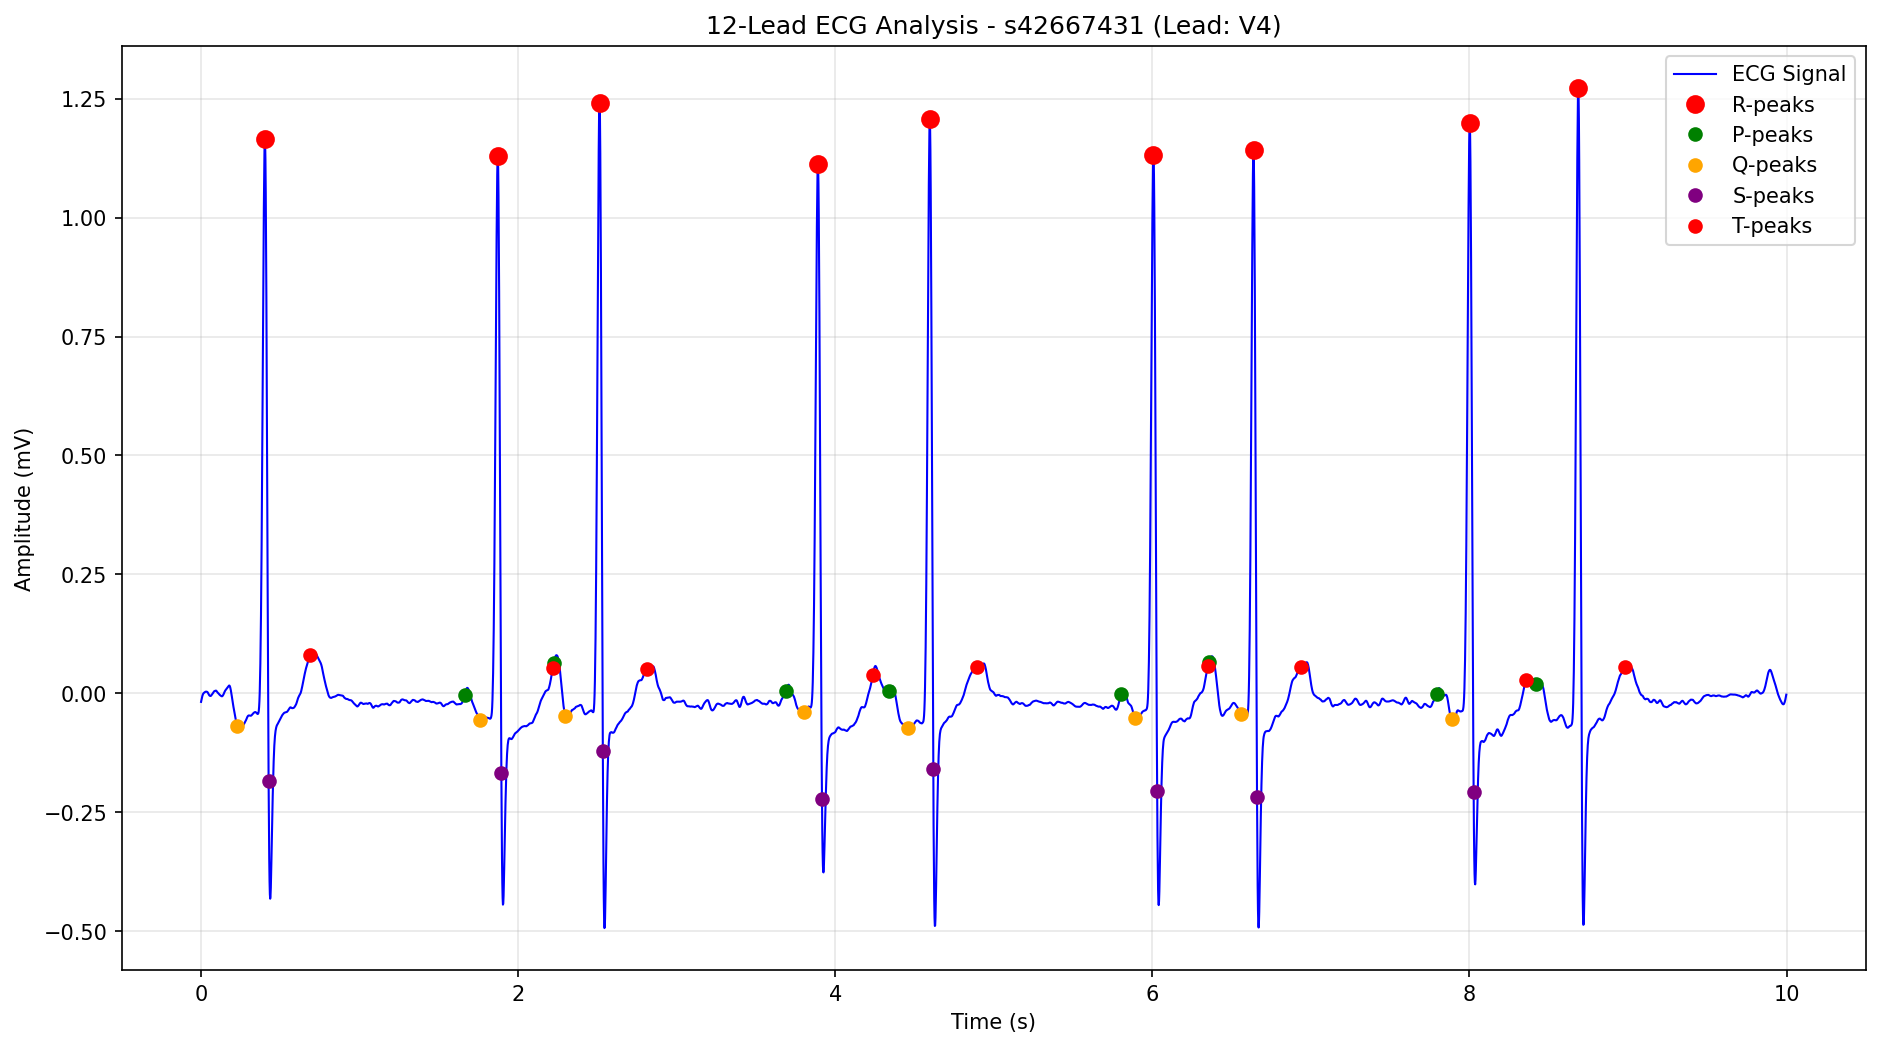 12-Lead ECG Analysis - s42667431 (Lead: V4)
ECG Signal
R-peaks
P-peaks
Q-peaks
S-peaks
T-peaks
1.25
1.00
0.75
0.50
0.25
0.00
−0.25
−0.50
Amplitude (mV)
0 2 4 6 8 10
Time (s)